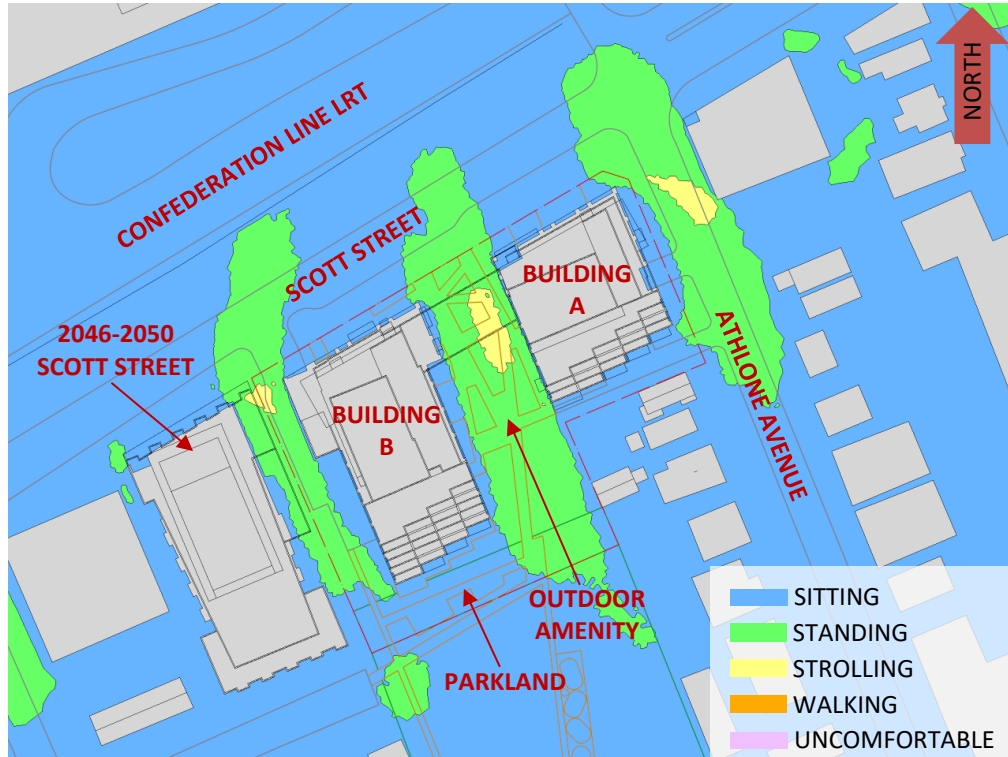 NORTH
CONFEDERATION LINE LRT
SCOTT STREET
BUILDING
A
2046-2050
SCOTT STREET
BUILDING
B
ATHLONE AVENUE
OUTDOOR
AMENITY
PARKLAND
SITTING
STANDING
STROLLING
WALKING
UNCOMFORTABLE